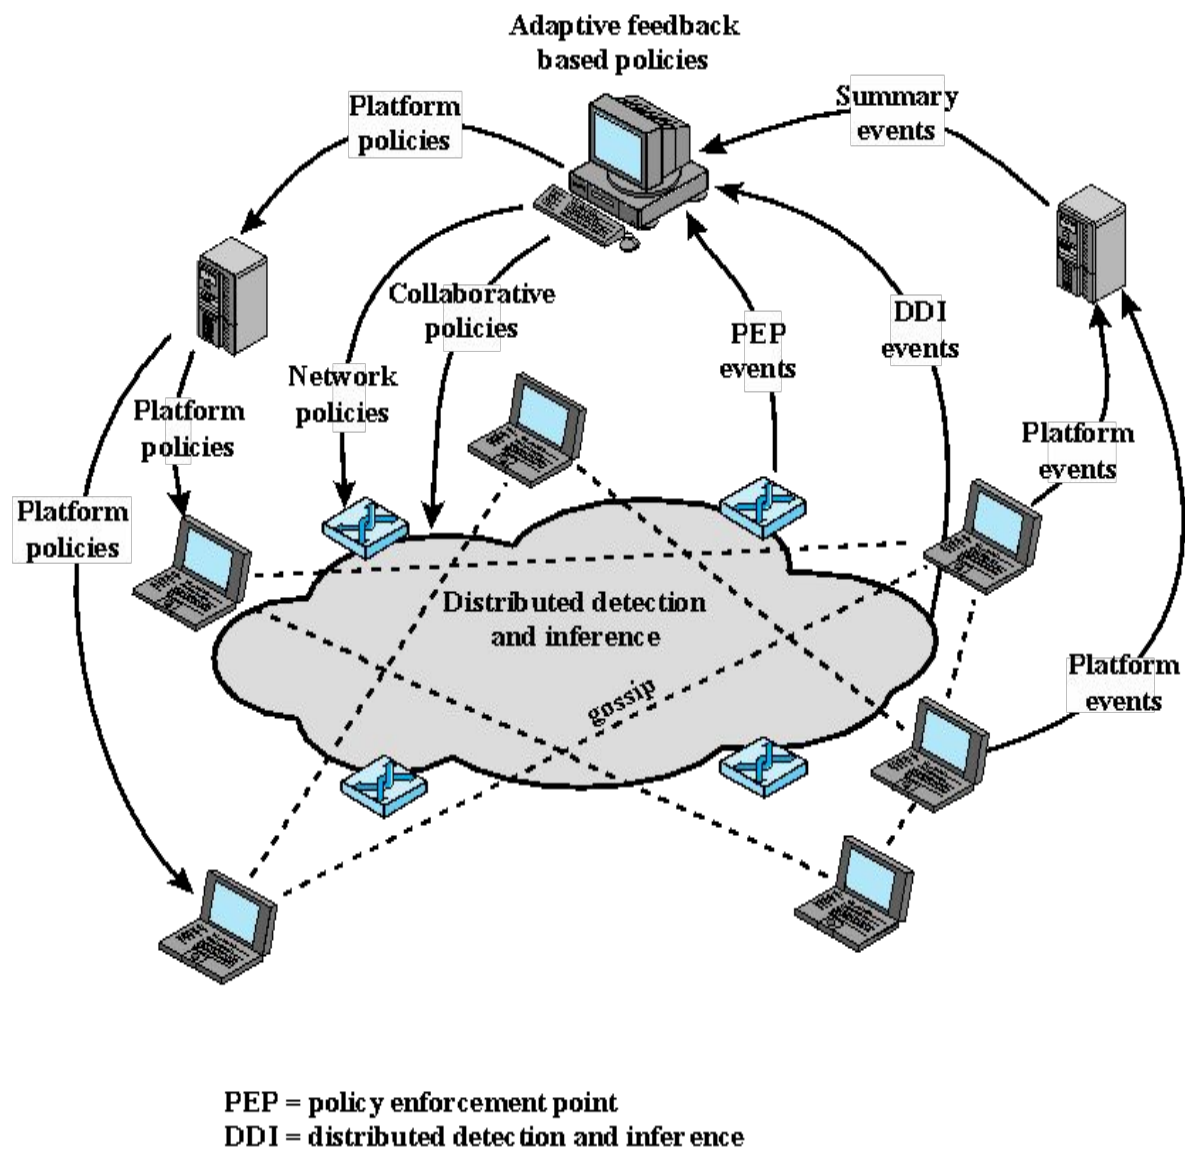 Adaptive feedback
based policies
Platform
policies
Summary
events
Collaborative
policies
DDI
events
PEP
events
Network
policies
Platform
policies
Platform
events
Platform
policies
Distributed detection
and inference
gossip
Platform
events
PEP = policy enforcement point
DDI = distributed detection and inference